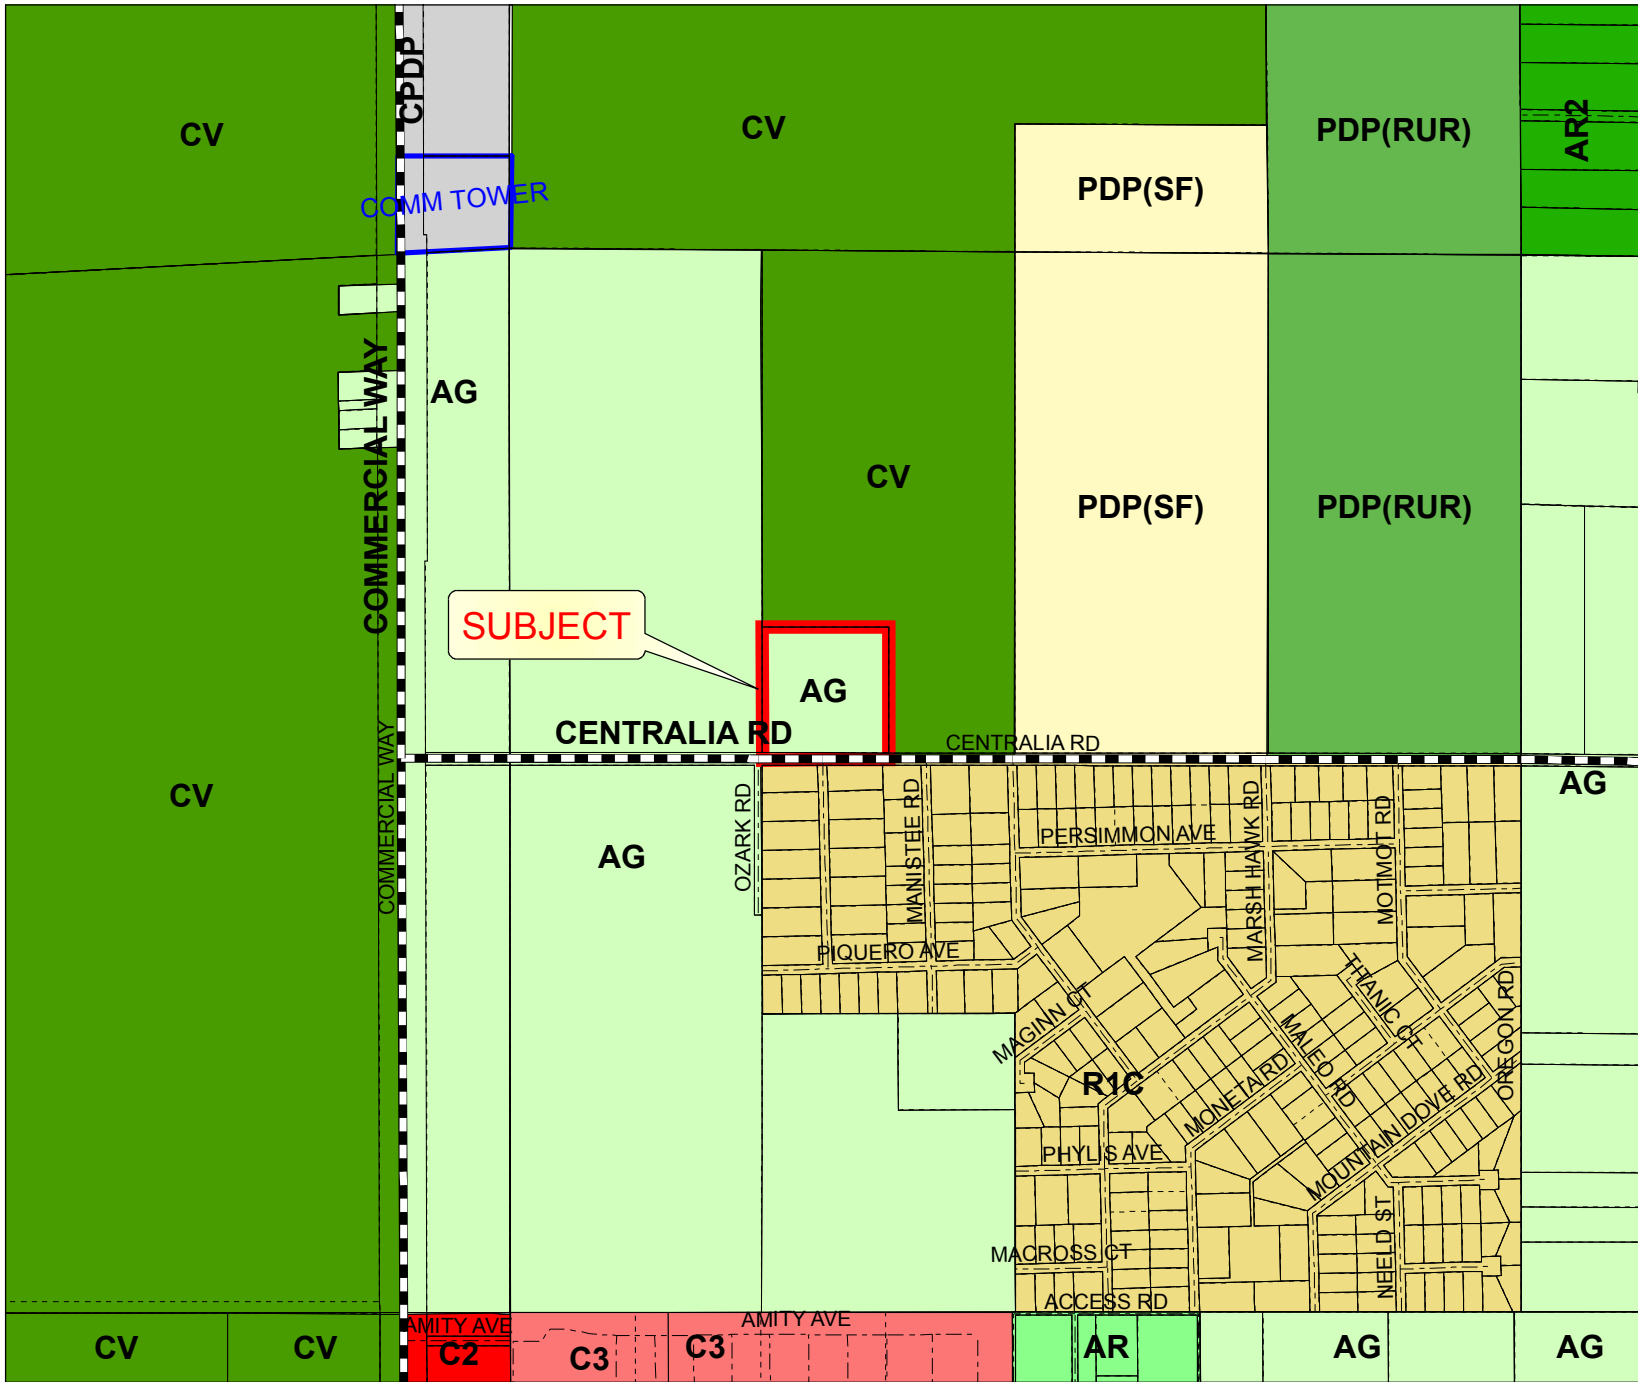 CPDP
CV
CV
PDP(RUR)
AR2
PDP(SF)
COMM TOWER
AG
COMMERCIAL WAY
CV
PDP(SF)
PDP(RUR)
SUBJECT
AG
CENTRALIA RD
CENTRALIA RD
CV
COMMERCIAL WAY
AG
OZARK RD
MANISTEE RD
PERSIMMON AVE
MARSH HAWK RD
MOTMOT RD
AG
PIQUERO AVE
MAGINN CT
THANIC CT
OREGON RD
MALEO RD
R1C
MONETA RD
MOUNTAIN DOVE RD
PHYLIS AVE
NEELD ST
MACROSS CT
ACCESS RD
AMITY AVE
AMITY AVE
CV
CV
C2
C3
C3
AR
AG
AG